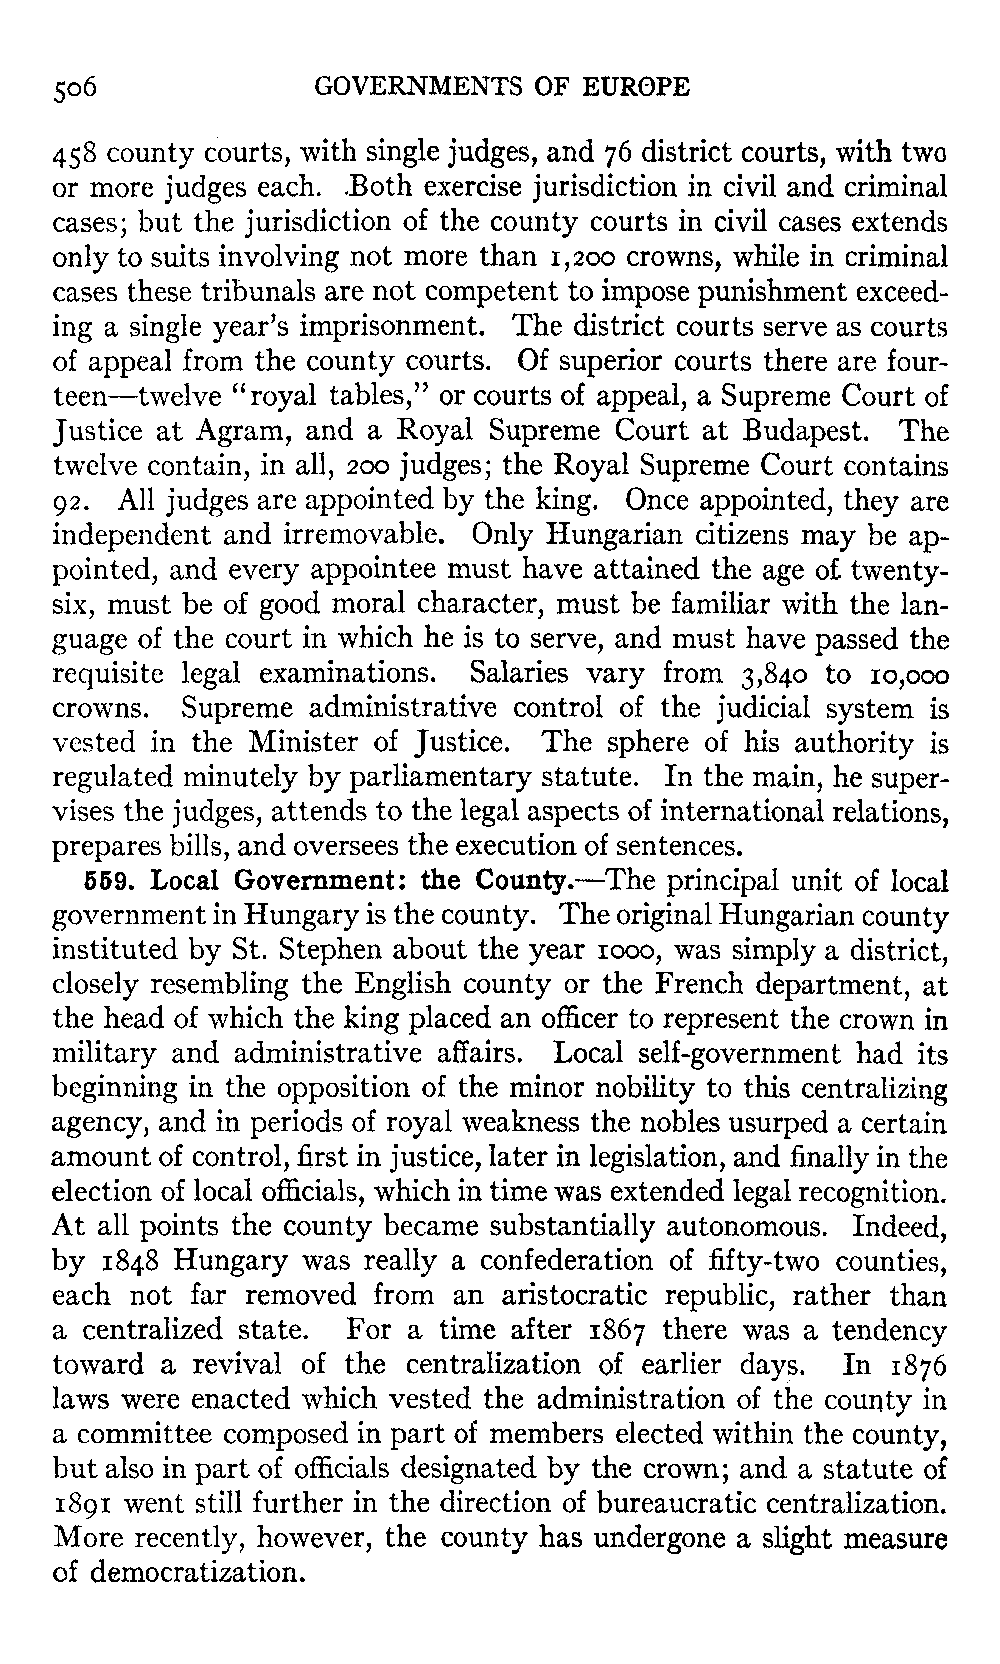 506 GOVERNMENTS OF EUROPE
458 county courts, with single judges, and 76 district courts, with two
or more judges each. Both exercise jurisdiction in civil and criminal
cases; but the jurisdiction of the county courts in civil cases extends
only to suits involving not more than 1,200 crowns, while in criminal
cases these tribunals are not competent to impose punishment exceed-
ing a single year's imprisonment. The district courts serve as courts
of appeal from the county courts. Of superior courts there are four-
teen—twelve "royal tables," or courts of appeal, a Supreme Court of
Justice at Agram, and a Royal Supreme Court at Budapest. The
twelve contain, in all, 200 judges; the Royal Supreme Court contains
92. All judges are appointed by the king. Once appointed, they are
independent and irremovable. Only Hungarian citizens may be ap-
pointed, and every appointee must have attained the age of twenty-
six, must be of good moral character, must be familiar with the lan-
guage of the court in which he is to serve, and must have passed the
requisite legal examinations. Salaries vary from 3,840 to 10,000
crowns. Supreme administrative control of the judicial system is
vested in the Minister of Justice. The sphere of his authority is
regulated minutely by parliamentary statute. In the main, he super-
vises the judges, attends to the legal aspects of international relations,
prepares bills, and oversees the execution of sentences.
559. Local Government: the County.—The principal unit of local
government in Hungary is the county. The original Hungarian county
instituted by St. Stephen about the year 1000, was simply a district,
closely resembling the English county or the French department, at
the head of which the king placed an officer to represent the crown in
military and administrative affairs. Local self-government had its
beginning in the opposition of the minor nobility to this centralizing
agency, and in periods of royal weakness the nobles usurped a certain
amount of control, first in justice, later in legislation, and finally in the
election of local officials, which in time was extended legal recognition.
At all points the county became substantially autonomous. Indeed,
by 1848 Hungary was really a confederation of fifty-two counties,
each not far removed from an aristocratic republic, rather than
a centralized state. For a time after 1867 there was a tendency
toward a revival of the centralization of earlier days. In 1876
laws were enacted which vested the administration of the county in
a committee composed in part of members elected within the county,
but also in part of officials designated by the crown; and a statute of
1891 went still further in the direction of bureaucratic centralization.
More recently, however, the county has undergone a slight measure
of democratization.